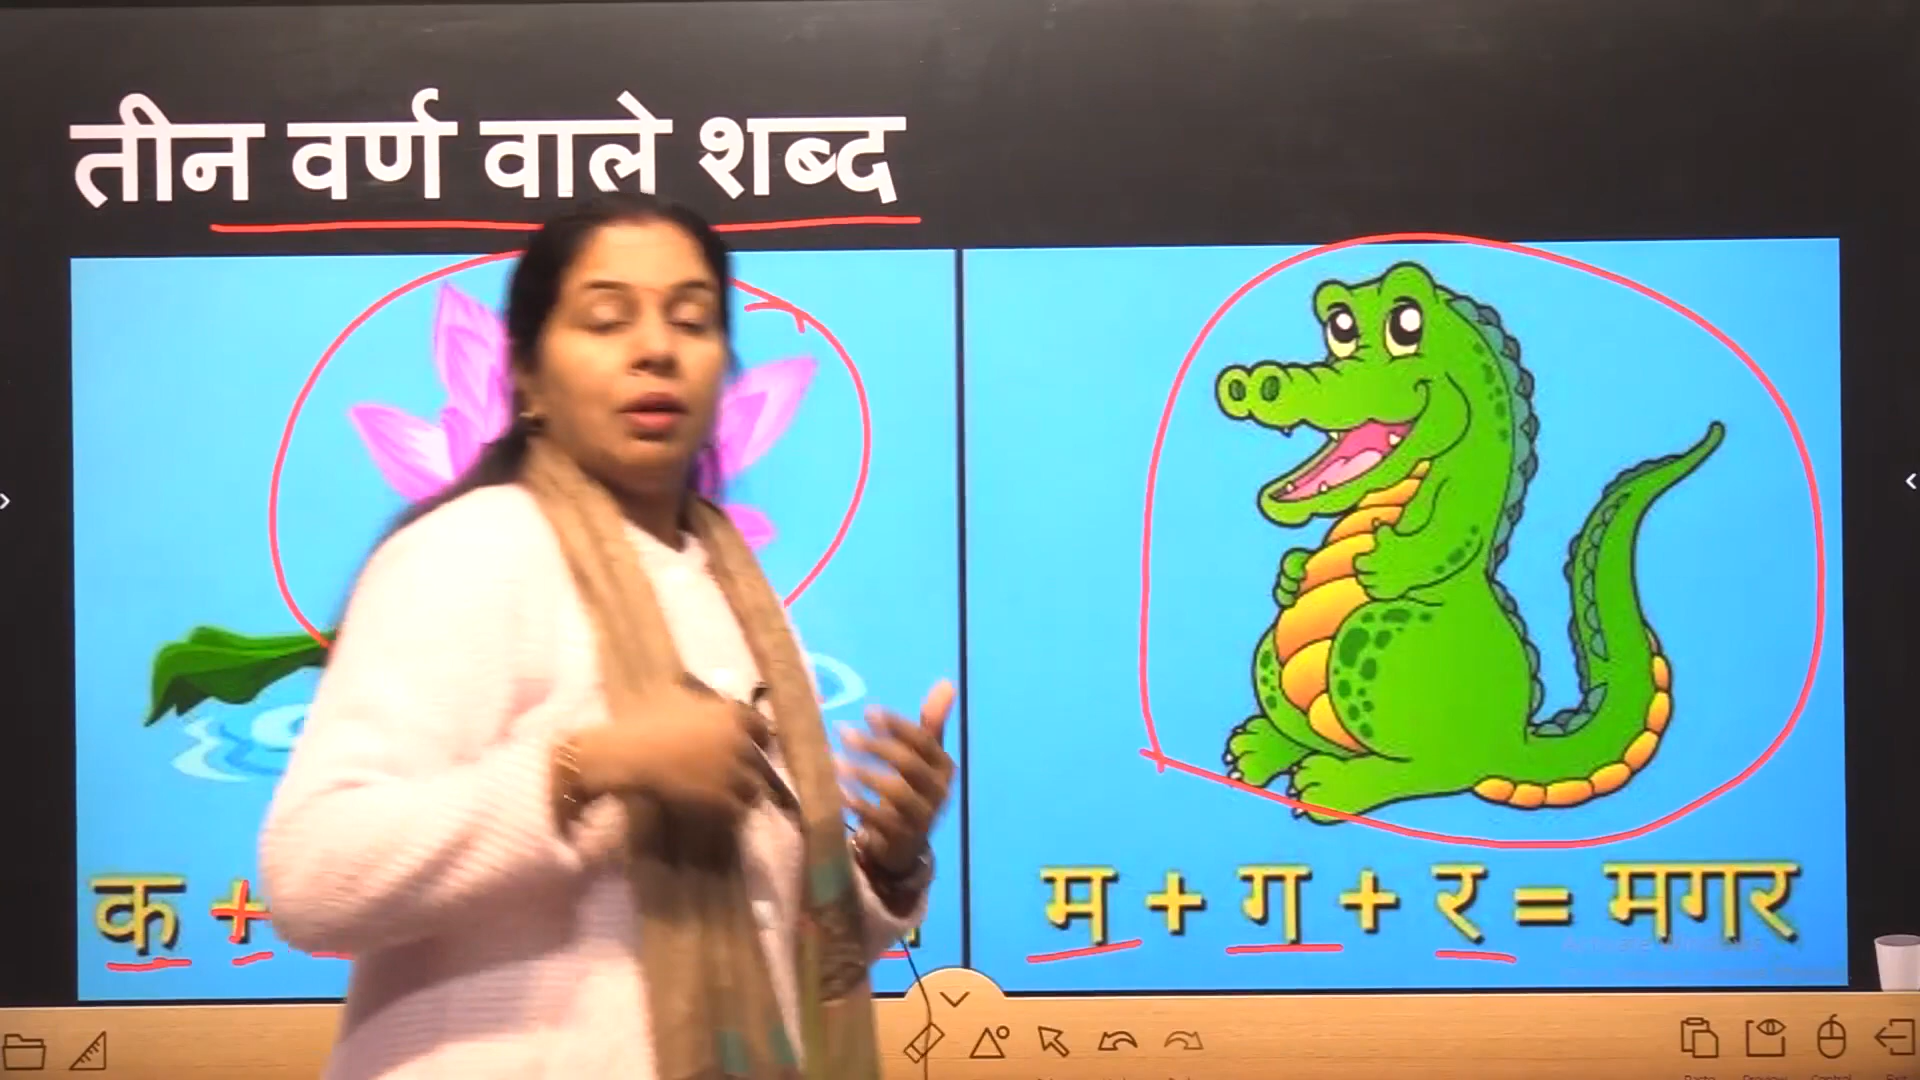 तीन वर्ण वाले शब्द
क +
म + ग + र = मगर